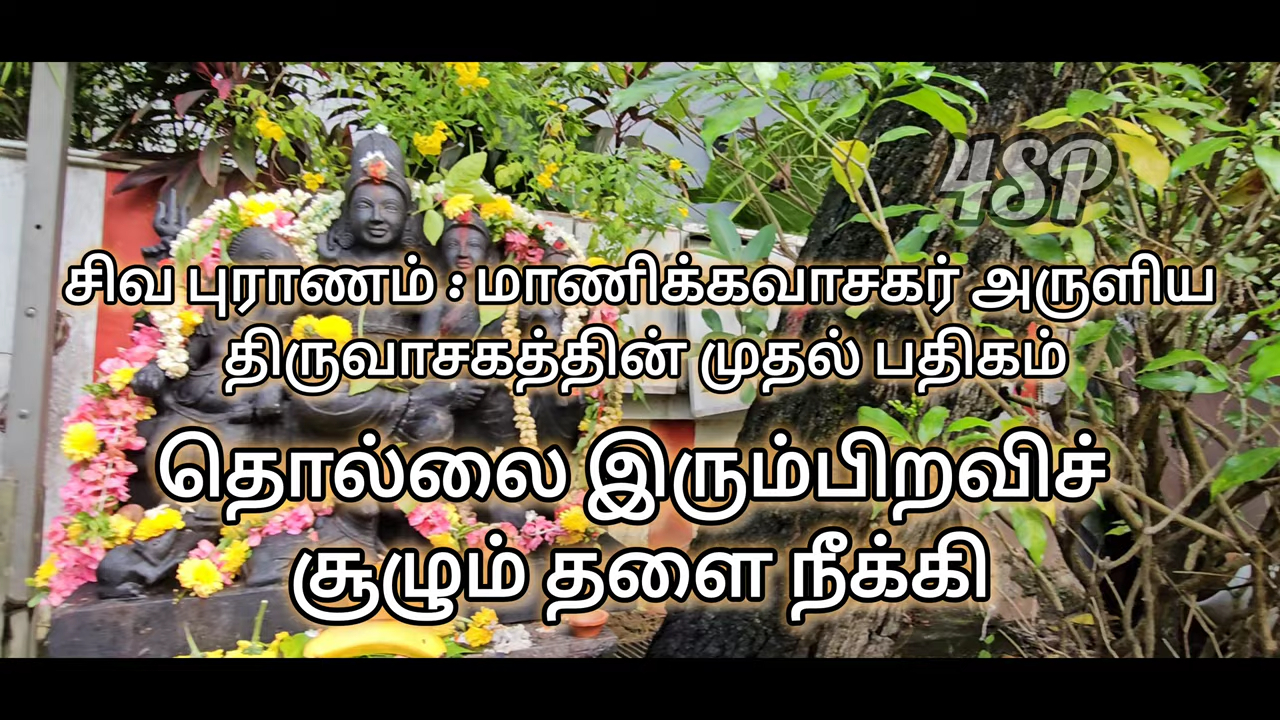 4SP
சிவ புராணம் : மாணிக்கவாசகர் அருளிய
திருவாசகத்தின் முதல் பதிகம்
தொல்லை இரும்பிறவிச்
சூழும் தளை நீக்கி